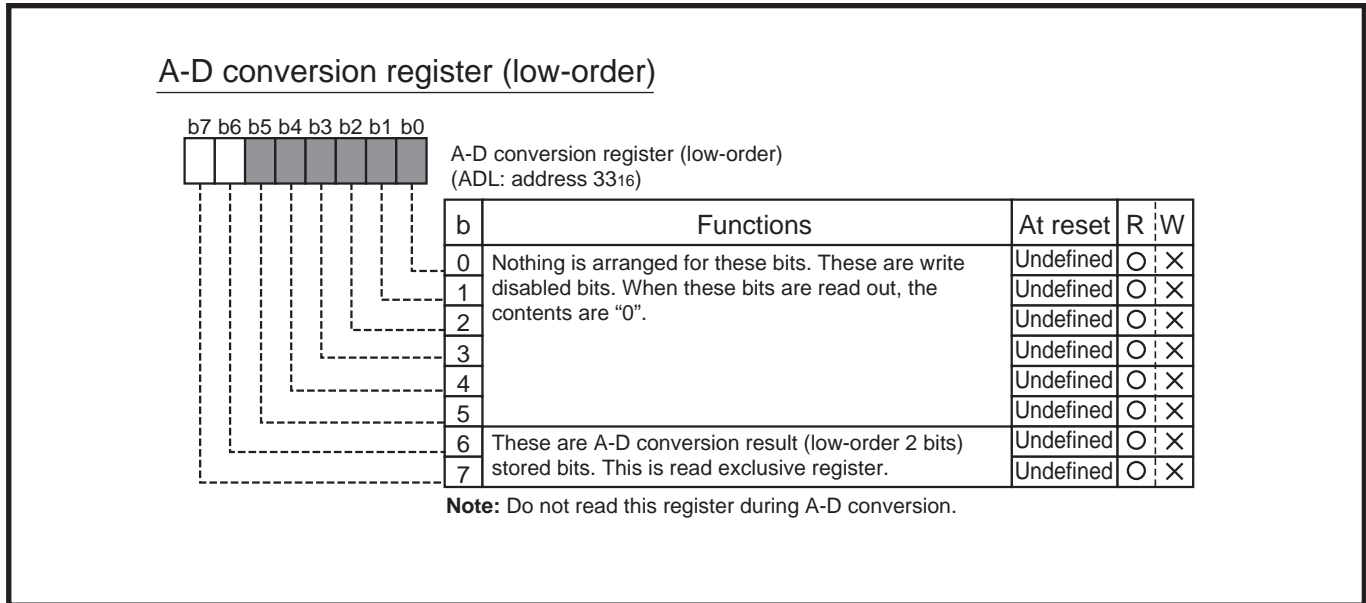 A-D conversion register (low-order)
b7 b6 b5 b4 b3 b2 b1 b0
A-D conversion register (low-order)
(ADL: address 3316)
b Functions At reset R W
0 Nothing is arranged for these bits. These are write Undefined ○ ×
1 disabled bits. When these bits are read out, the Undefined ○ ×
2 contents are “0”. Undefined ○ ×
3 Undefined ○ ×
4 Undefined ○ ×
5 Undefined ○ ×
6 These are A-D conversion result (low-order 2 bits) Undefined ○ ×
7 stored bits. This is read exclusive register. Undefined ○ ×
Note: Do not read this register during A-D conversion.